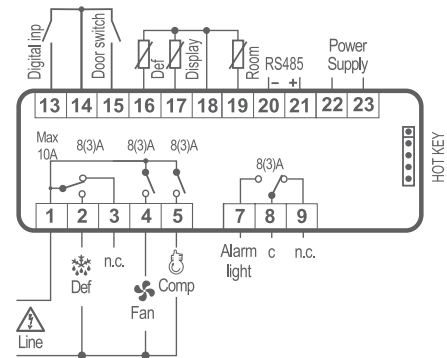 Digital inp
Door switch
Def
Display
Room
RS485
− +
Power
Supply
13 14 15 16 17 18 19 20 21 22 23
HOT KEY
Max
10A
8(3)A 8(3)A 8(3)A
8(3)A
1 2 3 4 5 7 8 9
n.c.
Alarm
light
c
n.c.
Def
Comp
Fan
Line